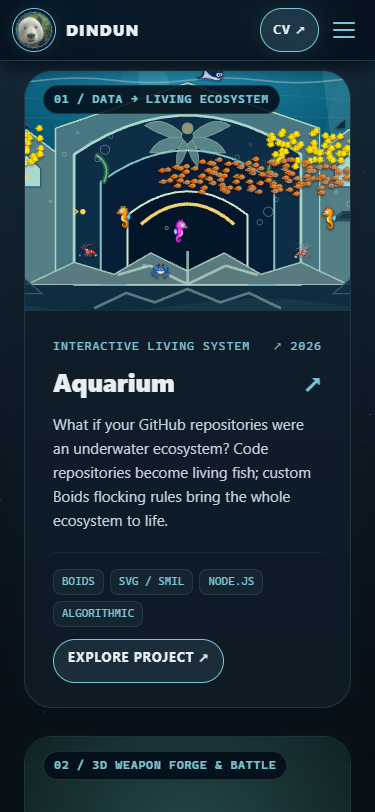 DINDUN
CV ↗
01 / DATA → LIVING ECOSYSTEM
INTERACTIVE LIVING SYSTEM ↗ 2026
Aquarium ↗
What if your GitHub repositories were
an underwater ecosystem? Code
repositories become living fish; custom
Boids flocking rules bring the whole
ecosystem to life.
BOIDS SVG / SMIL NODE.JS
ALGORITHMIC
EXPLORE PROJECT ↗
02 / 3D WEAPON FORGE & BATTLE